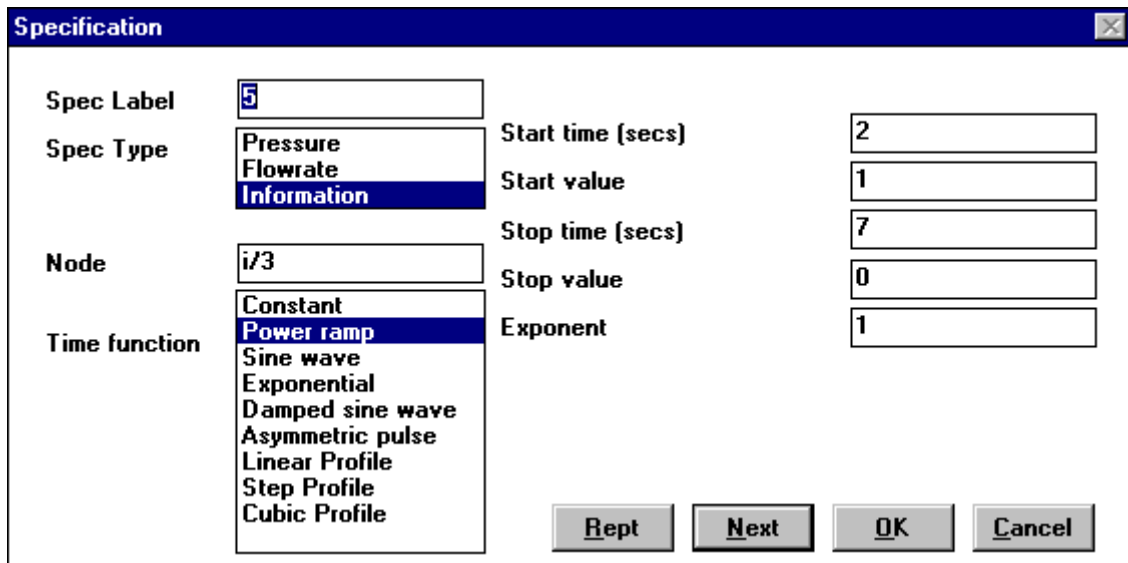 Specification
Spec Label
5
Spec Type
Pressure
Flowrate
Information
Node
i/3
Time function
Constant
Power ramp
Sine wave
Exponential
Damped sine wave
Asymmetric pulse
Linear Profile
Step Profile
Cubic Profile
Start time (secs)
2
Start value
1
Stop time (secs)
7
Stop value
0
Exponent
1
Rept
Next
OK
Cancel